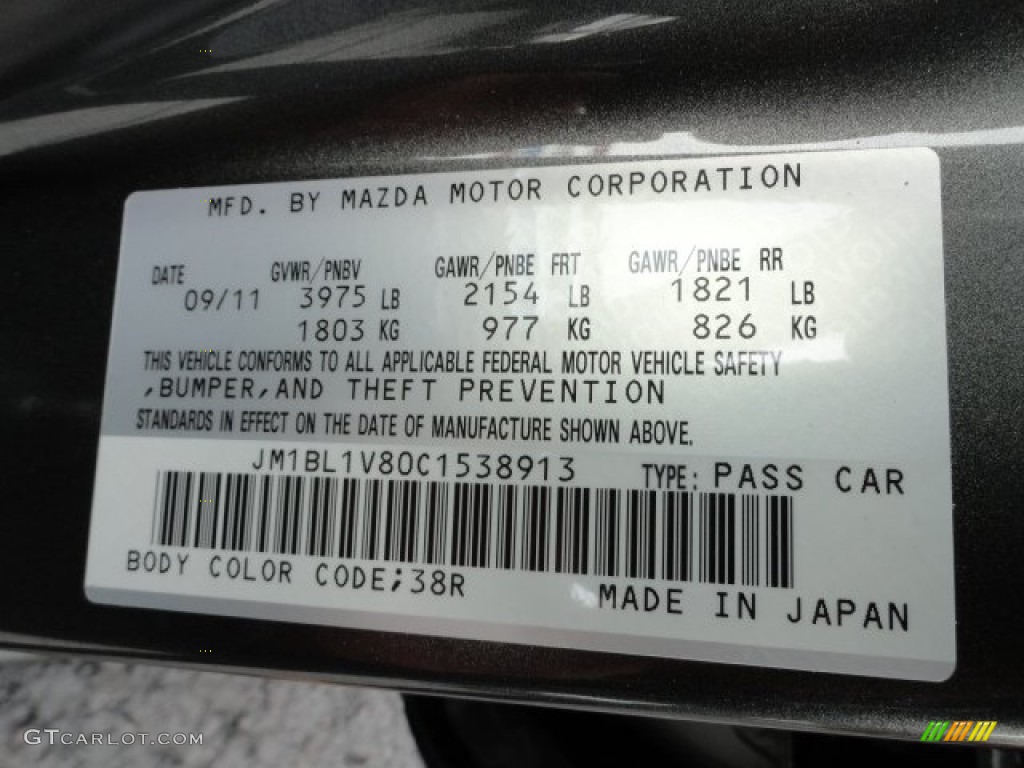 MFD. BY MAZDA MOTOR CORPORATION
DATE GVWR/PNBV GAWR/PNBE FRT GAWR/PNBE RR
09/11 3975 LB 2154 LB 1821 LB
1803 KG 977 KG 826 KG
THIS VEHICLE CONFORMS TO ALL APPLICABLE FEDERAL MOTOR VEHICLE SAFETY
,BUMPER,AND THEFT PREVENTION
STANDARDS IN EFFECT ON THE DATE OF MANUFACTURE SHOWN ABOVE.
JM1BL1V80C1538913 TYPE: PASS CAR
BODY COLOR CODE;38R
MADE IN JAPAN
GTCARLOT.COM